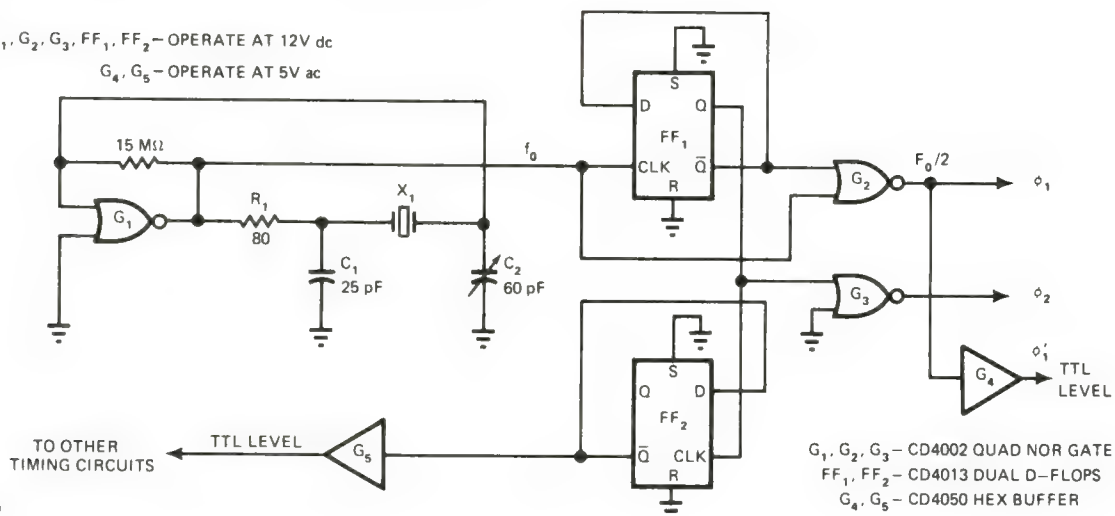 ₁, G₂, G₃, FF₁, FF₂—OPERATE AT 12V dc
G₄, G₅—OPERATE AT 5V ac
15 MΩ
G₁
R₁
80
C₁
25 pF
X₁
C₂
60 pF
f₀
S
D
Q
FF₁
CLK
Q̅
R
G₂
F₀/2
ϕ₁
G₃
ϕ₂
S
Q
D
FF₂
Q̅
CLK
R
G₄
ϕ₁′
TTL
LEVEL
G₅
TTL LEVEL
TO OTHER
TIMING CIRCUITS
G₁, G₂, G₃ — CD4002 QUAD NOR GATE
FF₁, FF₂ — CD4013 DUAL D-FLOPS
G₄, G₅ — CD4050 HEX BUFFER